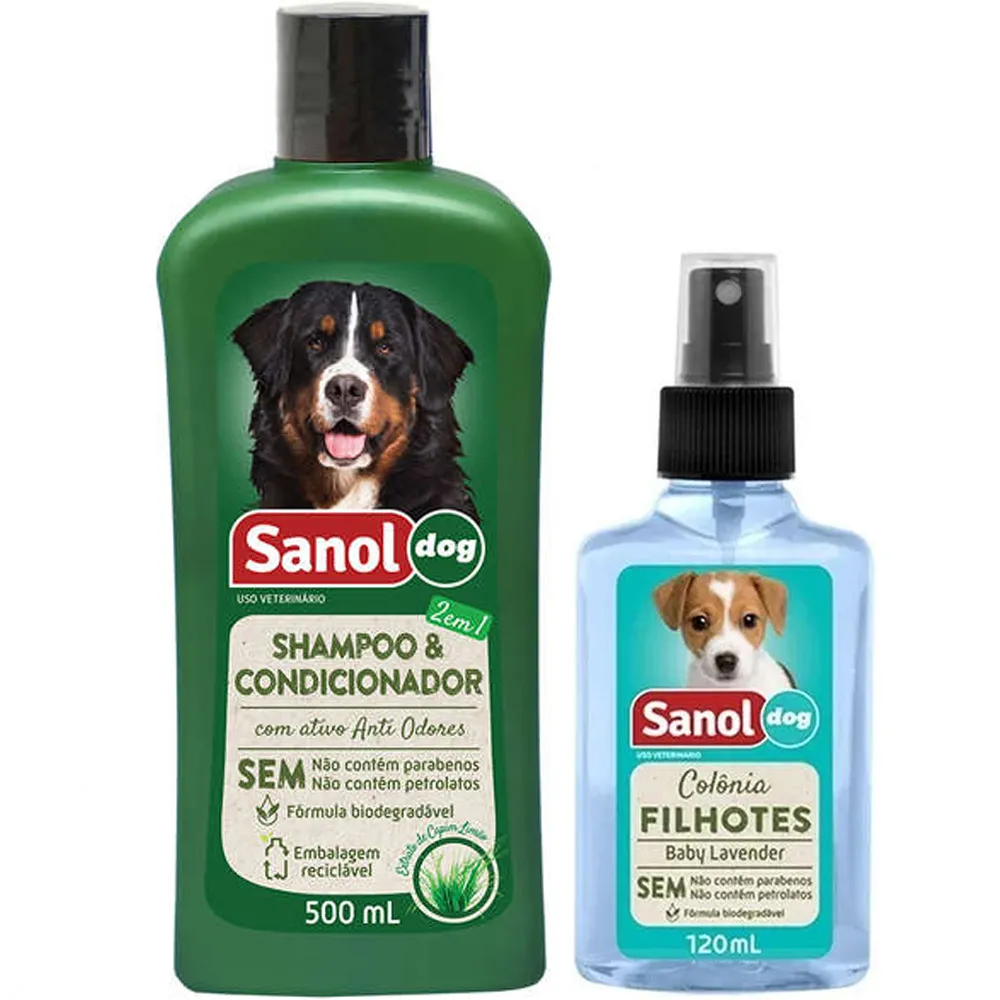 Sanol dog
USO VETERINÁRIO
2em1
SHAMPOO &
CONDICIONADOR
com ativo Anti Odores
SEM Não contém parabenos
Não contém petrolatos
Fórmula biodegradável
Embalagem
reciclável
Extrato de Capim Limão
500 mL
Sanol dog
USO VETERINÁRIO
Colônia
FILHOTES
Baby Lavender
SEM Não contém parabenos
Não contém petrolatos
Fórmula biodegradável
120mL